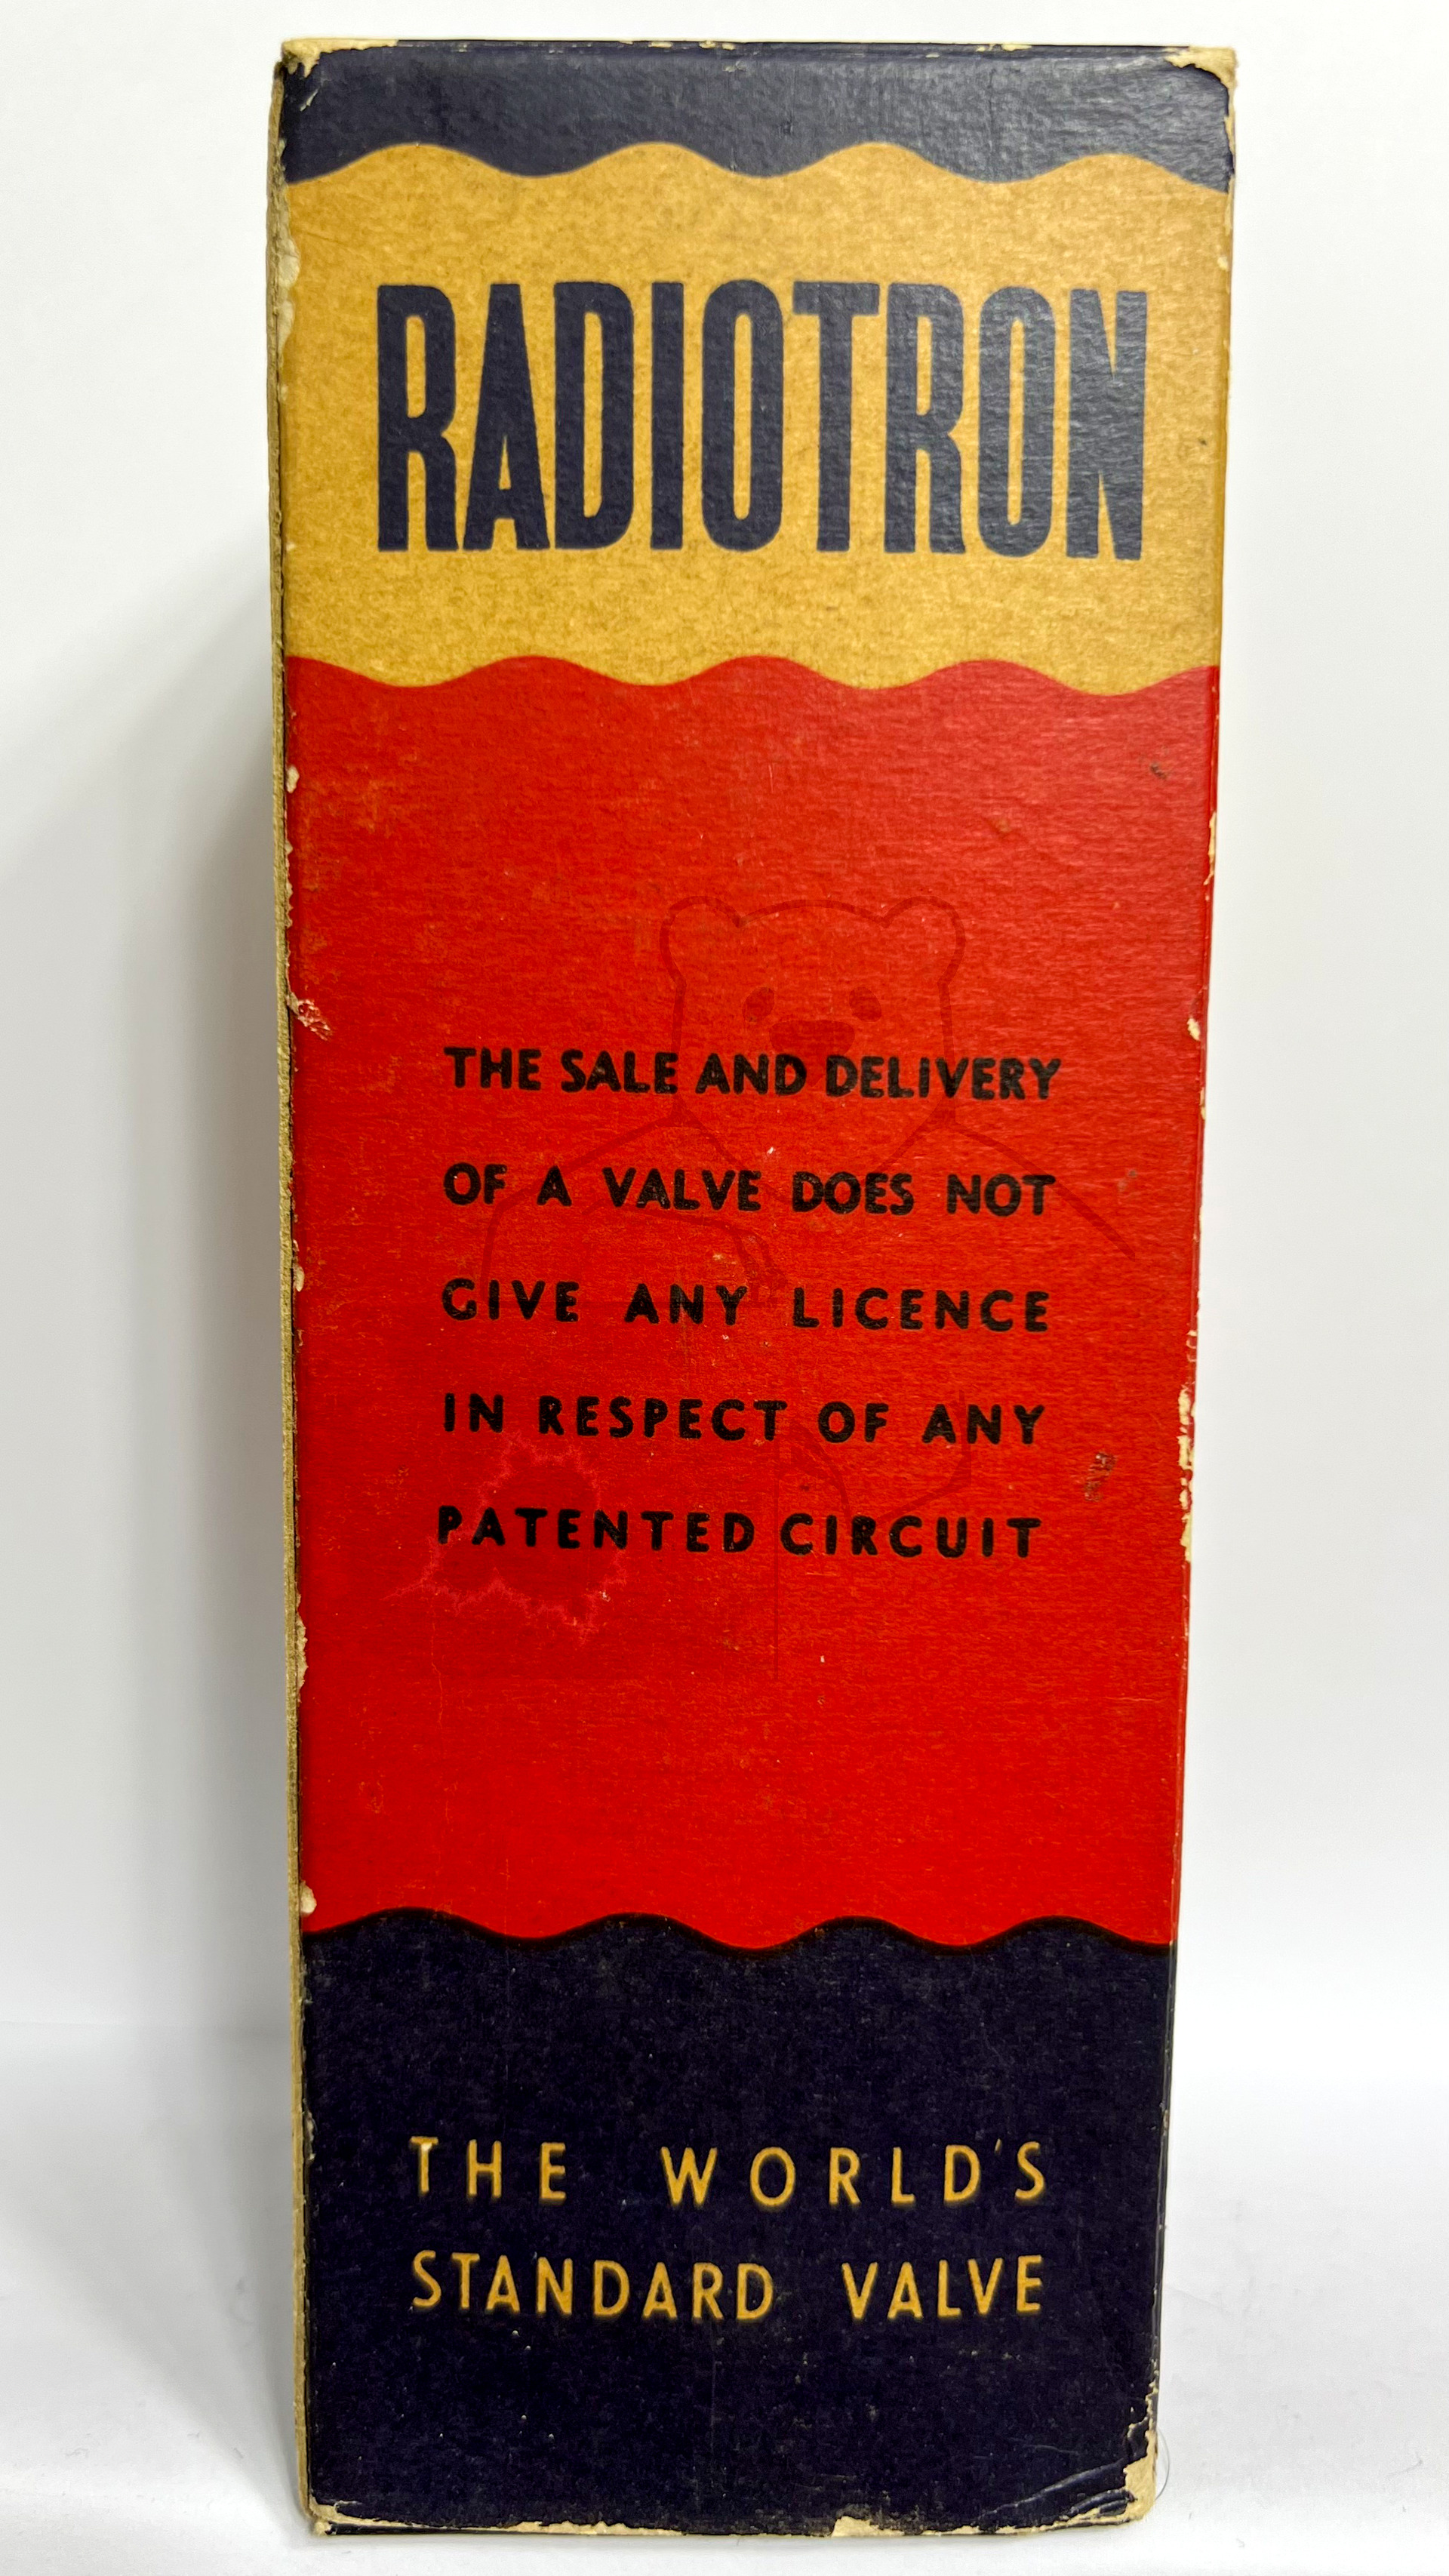 RADIOTRON
THE SALE AND DELIVERY
OF A VALVE DOES NOT
GIVE ANY LICENCE
IN RESPECT OF ANY
PATENTED CIRCUIT
THE WORLD'S
STANDARD VALVE